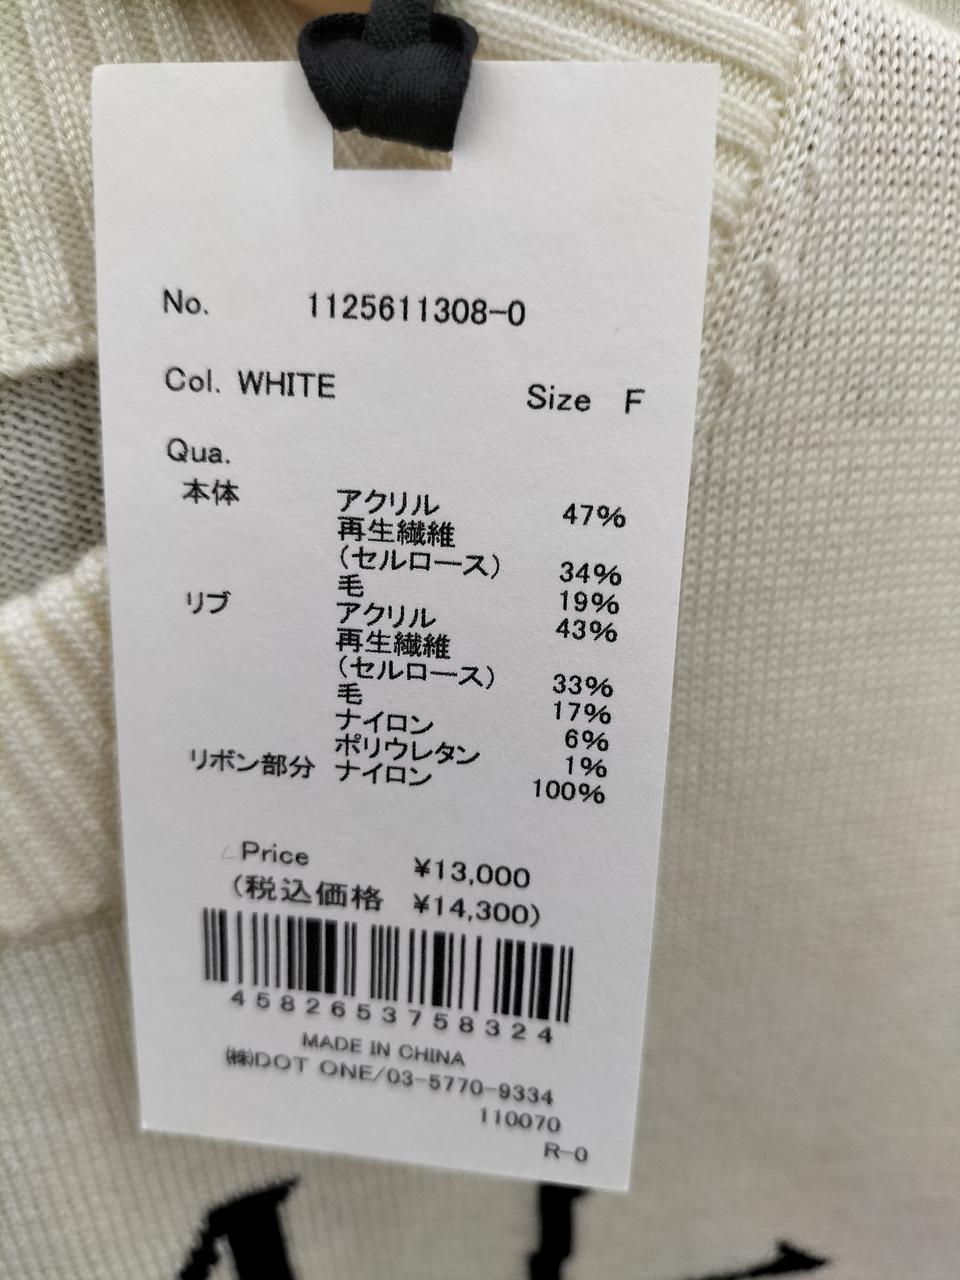 No. 1125611308-0
Col. WHITE Size F
Qua.
本体 アクリル 47%
再生繊維
(セルロース) 34%
毛 19%
リブ アクリル 43%
再生繊維
(セルロース) 33%
毛 17%
ナイロン 6%
ポリウレタン 1%
リボン部分 ナイロン 100%
Price ¥13,000
(税込価格 ¥14,300)
4582653758324
MADE IN CHINA
㈱DOT ONE/03-5770-9334
110070
R-0